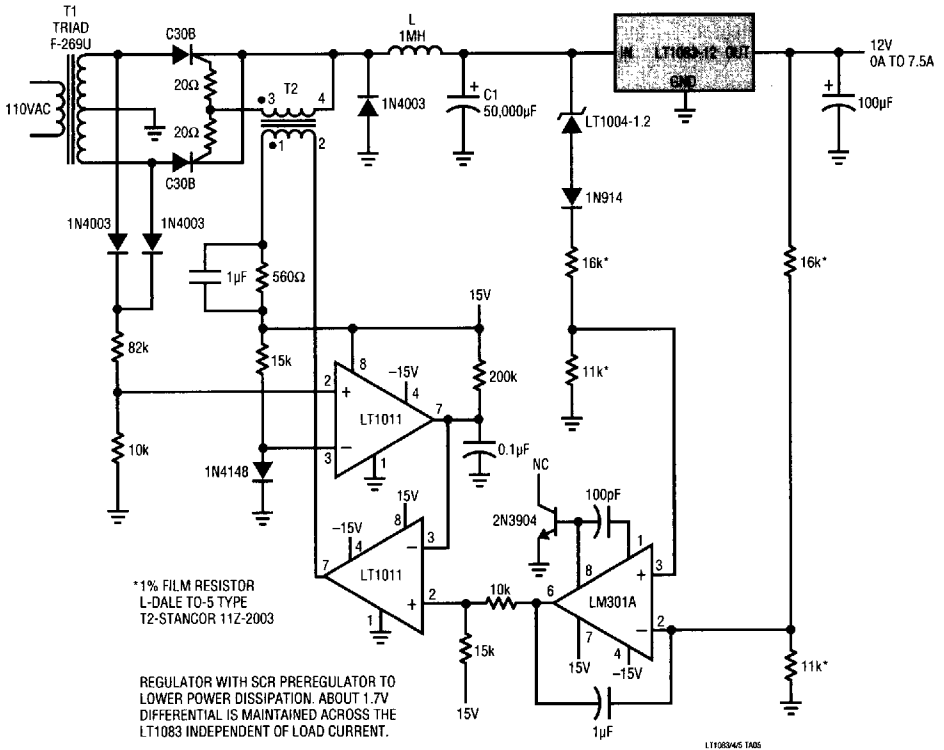 T1
TRIAD
F-269U
110VAC
C30B
20Ω
20Ω
C30B
T2
3
4
1
2
L
1MH
1N4003
+
C1
50,000µF
IN
LT1083-12
OUT
GND
12V
0A TO 7.5A
+
100µF
LT1004-1.2
1N914
16k*
16k*
11k*
1N4003
1N4003
1µF
560Ω
15V
82k
15k
200k
10k
8
2
+
-15V
4
LT1011
7
−
3
1
0.1µF
1N4148
15V
8
-15V
4
−
3
7
LT1011
+
2
1
NC
2N3904
100pF
1
8
+
3
6
LM301A
7
−
2
4
15V
-15V
10k
15k
15V
1µF
11k*
*1% FILM RESISTOR
L-DALE TO-5 TYPE
T2-STANCOR 11Z-2003
REGULATOR WITH SCR PREREGULATOR TO
LOWER POWER DISSIPATION. ABOUT 1.7V
DIFFERENTIAL IS MAINTAINED ACROSS THE
LT1083 INDEPENDENT OF LOAD CURRENT.
LT1083/4/5 TA05